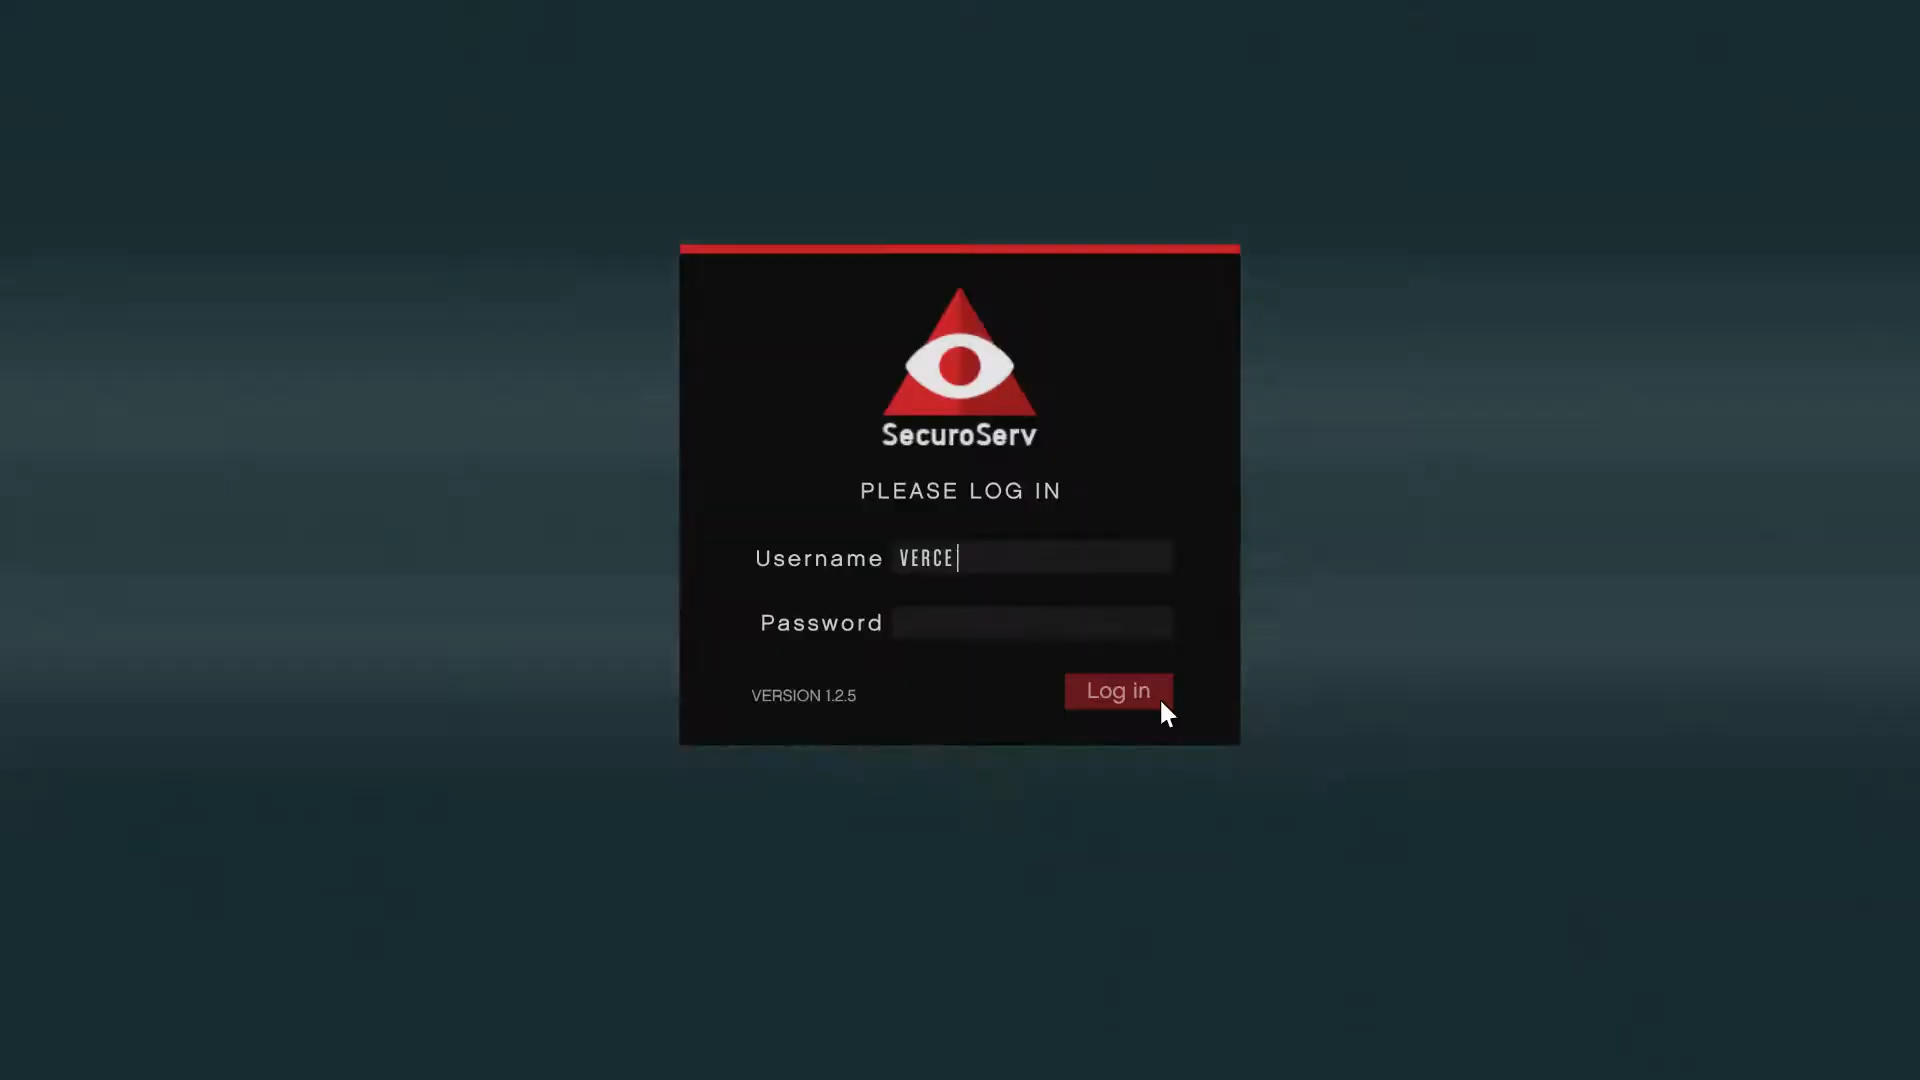 SecuroServ
PLEASE LOG IN
Username VERCE
Password
VERSION 1.2.5
Log in